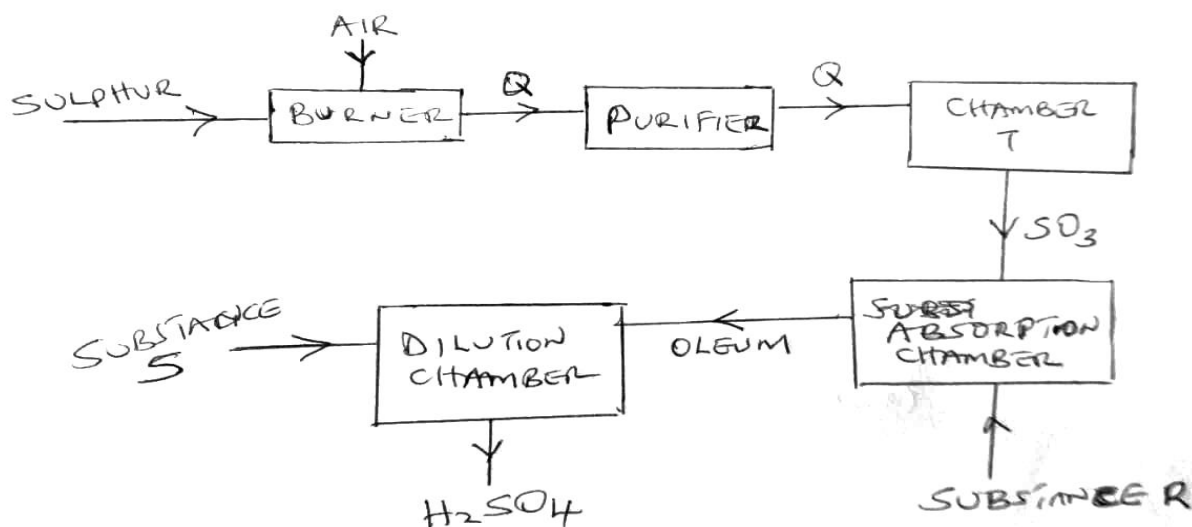 AIR
SULPHUR
BURNER
Q
PURIFIER
Q
CHAMBER
T
SO₃
ABSORPTION
CHAMBER
SUBSTANCE R
OLEUM
SUBSTANCE
S
DILUTION
CHAMBER
H₂SO₄